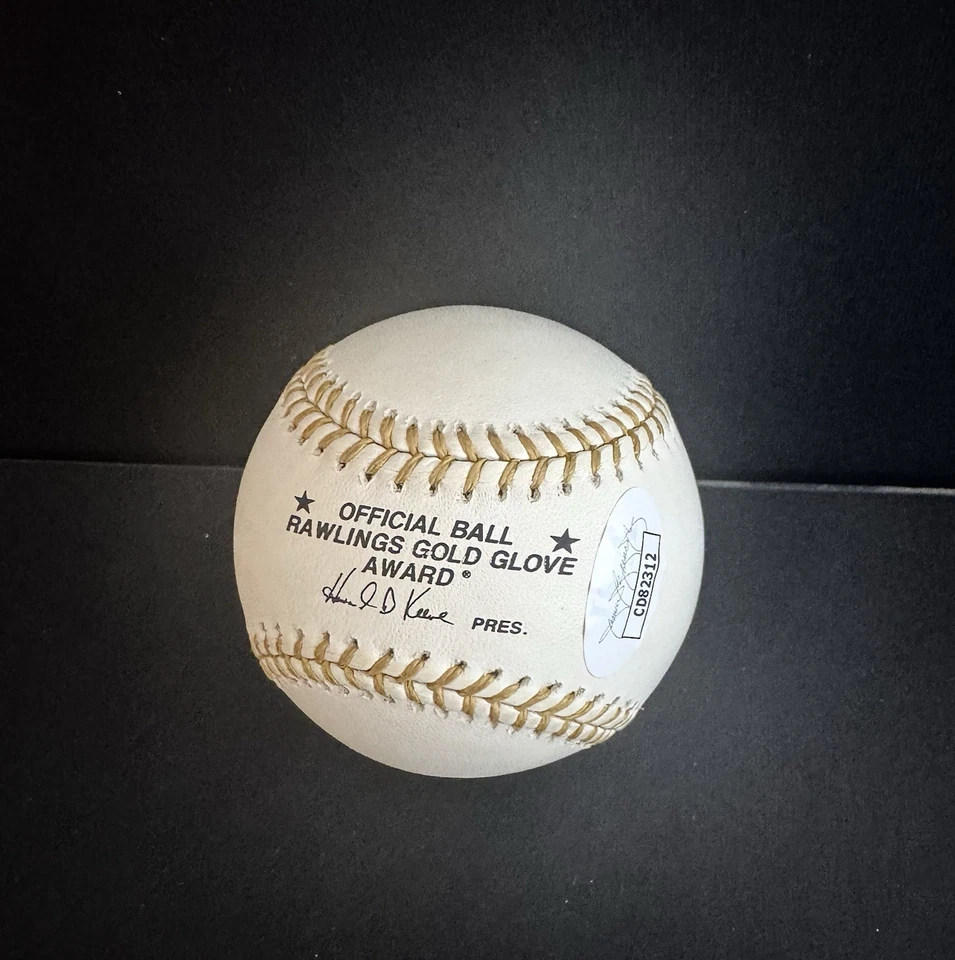 ★ OFFICIAL BALL ★
RAWLINGS GOLD GLOVE
AWARD®
PRES.
CD82312